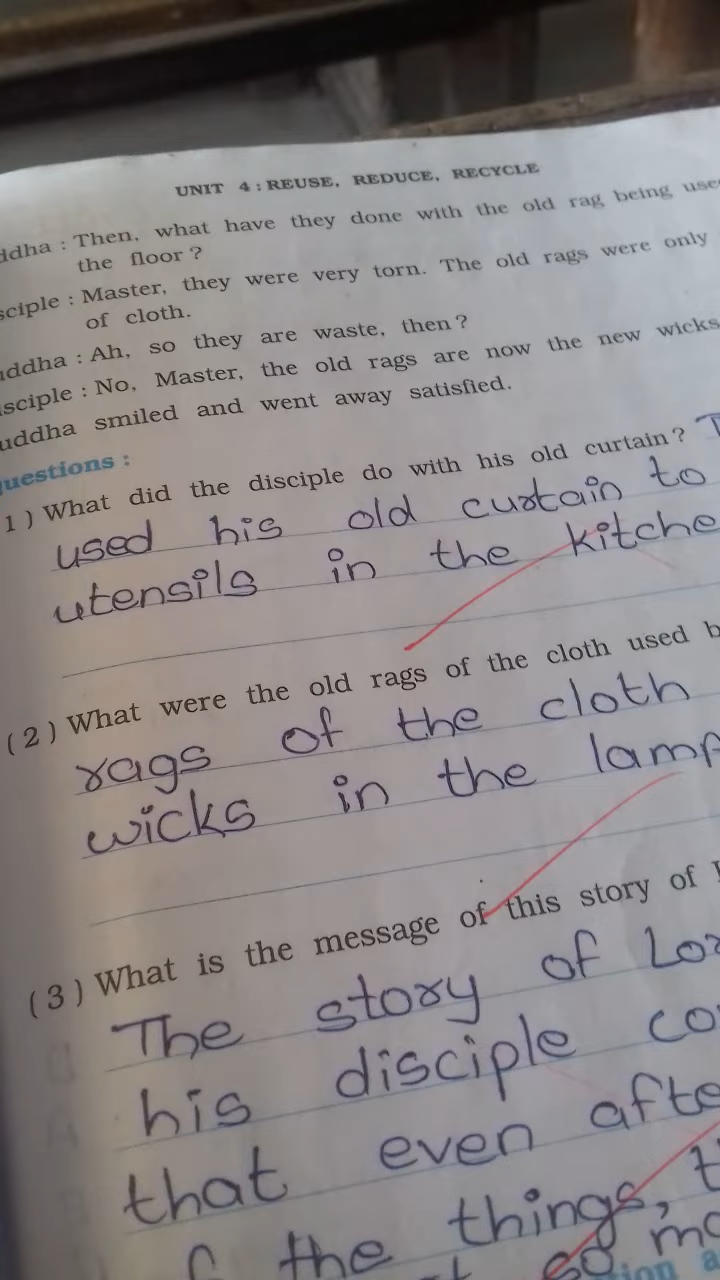 UNIT 4 : REUSE, REDUCE, RECYCLE
: Then, what have they done with the old rag being
the floor ?
: Master, they were very torn. The old rags were only
of cloth.
: Ah, so they are waste, then ?
: No, Master, the old rags are now the new wicks
smiled and went away satisfied.
1 ) What did the disciple do with his old curtain ?
used his old curtain to
utensils in the
( 2 ) What were the old rags of the cloth used
rags of the cloth
wicks in the
( 3 ) What is the message of this story of
The story of
his disciple
that even
the things,